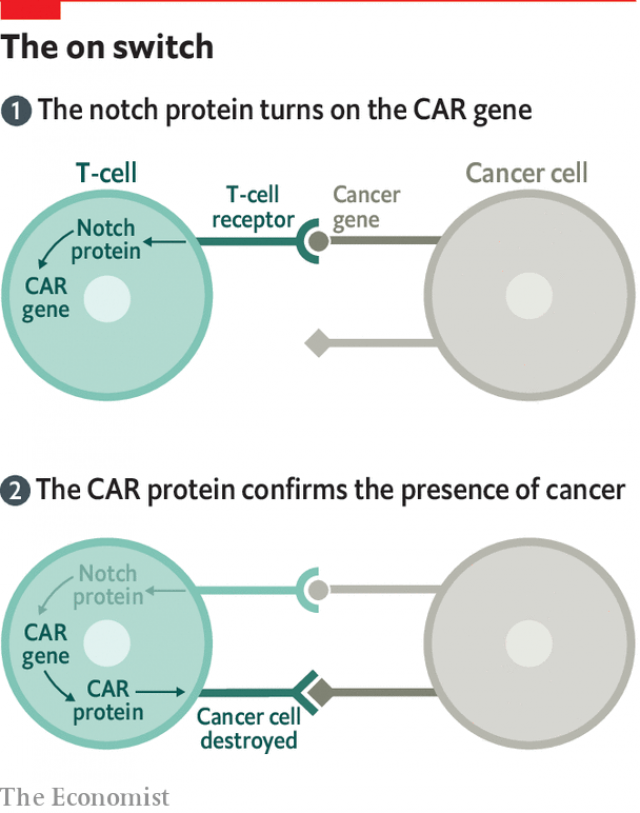 The on switch
1 The notch protein turns on the CAR gene
T-cell
Cancer cell
T-cell
receptor
Cancer
gene
Notch
protein
CAR
gene
2 The CAR protein confirms the presence of cancer
Notch
protein
CAR
gene
CAR
protein
Cancer cell
destroyed
The Economist